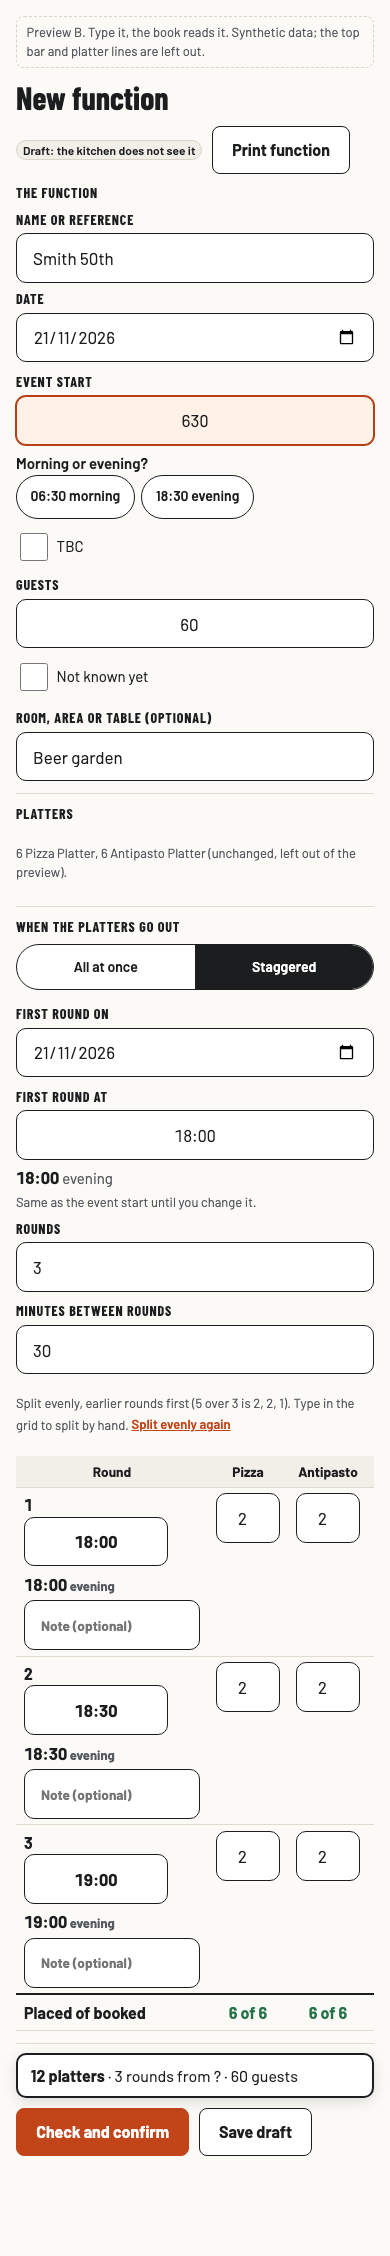 Preview B. Type it, the book reads it. Synthetic data; the top
bar and platter lines are left out.
New function
Draft: the kitchen does not see it
Print function
THE FUNCTION
NAME OR REFERENCE
Smith 50th
DATE
21/11/2026
EVENT START
630
Morning or evening?
06:30 morning
18:30 evening
TBC
GUESTS
60
Not known yet
ROOM, AREA OR TABLE (OPTIONAL)
Beer garden
PLATTERS
6 Pizza Platter, 6 Antipasto Platter (unchanged, left out of the
preview).
WHEN THE PLATTERS GO OUT
All at once
Staggered
FIRST ROUND ON
21/11/2026
FIRST ROUND AT
18:00
18:00 evening
Same as the event start until you change it.
ROUNDS
3
MINUTES BETWEEN ROUNDS
30
Split evenly, earlier rounds first (5 over 3 is 2, 2, 1). Type in the
grid to split by hand. Split evenly again
Round Pizza Antipasto
1
18:00 2 2
18:00 evening
Note (optional)
2
18:30 2 2
18:30 evening
Note (optional)
3
19:00 2 2
19:00 evening
Note (optional)
Placed of booked 6 of 6 6 of 6
12 platters · 3 rounds from ? · 60 guests
Check and confirm
Save draft